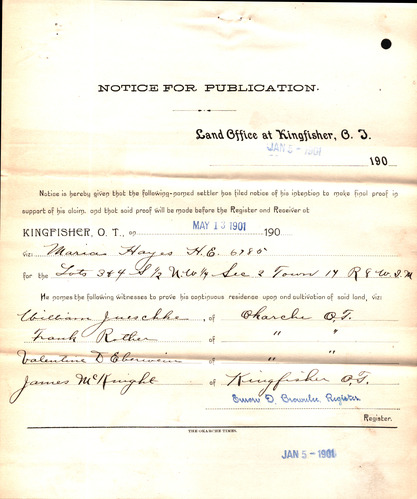 NOTICE FOR PUBLICATION.
Land Office at Kingfisher, O. T.
JAN 5 - 1901
190
Notice is hereby given that the following-named settler has filed notice of his intention to make final proof in
support of his claim, and that said proof will be made before the Register and Receiver at
KINGFISHER, O. T., on MAY 13 1901 190
viz: Maria Hayes H.E. 6985
for the Lots 3 & 4 S/2 N.W/4 Sec 2 Town 14 R 8 W. I. M
He names the following witnesses to prove his continuous residence upon and cultivation of said land, viz:
William Jueschke, of Okarche O.T.
Frank Rother of " "
Valentine D of " "
James McKnight of Kingfisher O.T.
Emory D. Brownlee, Register
Register.
THE OKARCHE TIMES.
JAN 5 - 1901